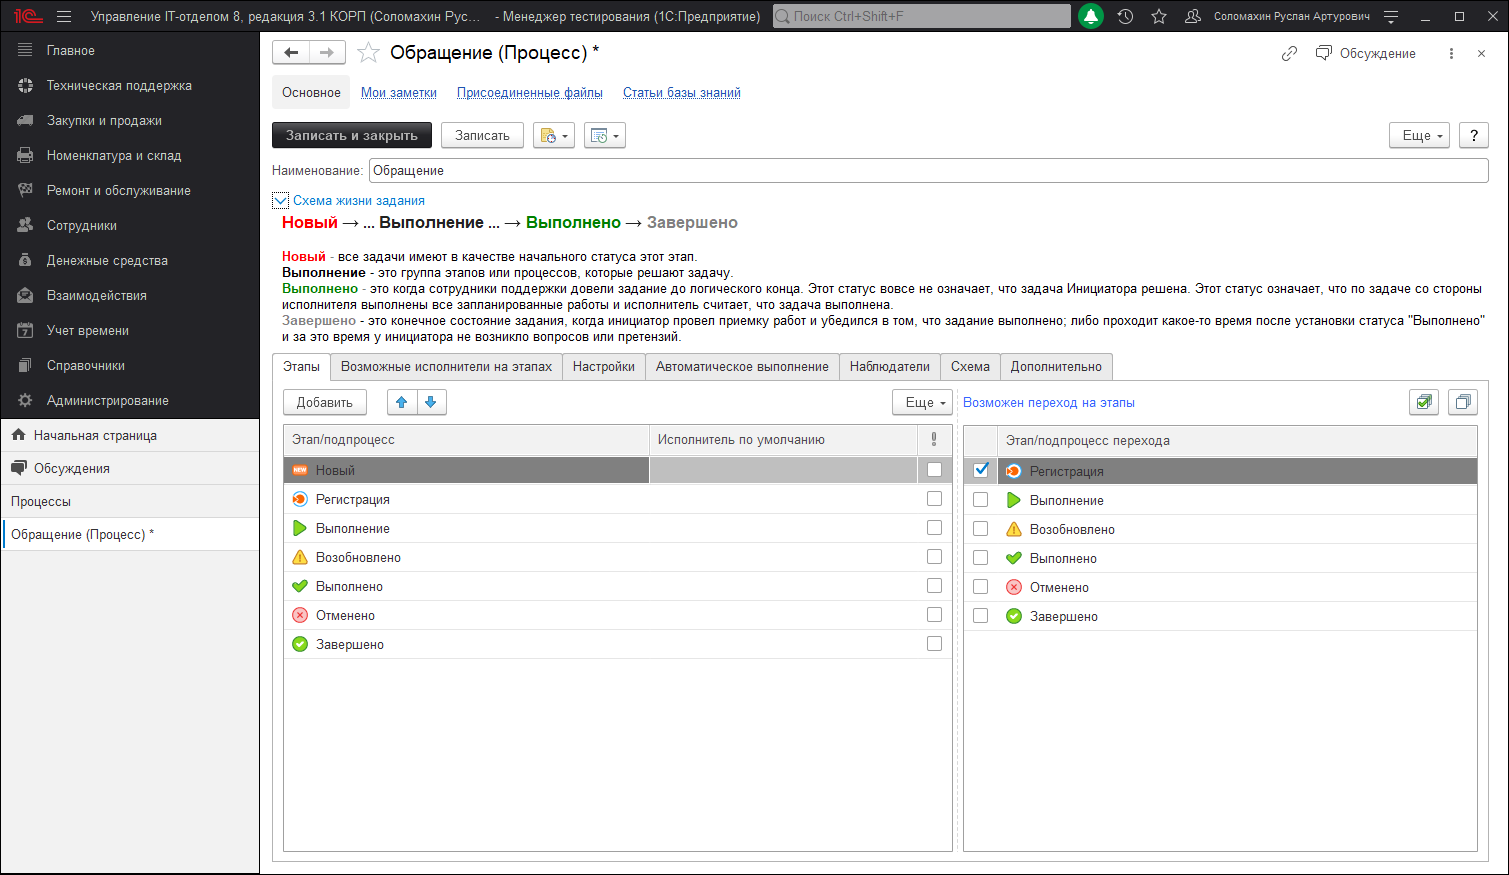 1С Управление IT-отделом 8, редакция 3.1 КОРП (Соломахин Рус... - Менеджер тестирования (1С:Предприятие) Поиск Ctrl+Shift+F Соломахин Руслан Артурович
Главное
Техническая поддержка
Закупки и продажи
Номенклатура и склад
Ремонт и обслуживание
Сотрудники
Денежные средства
Взаимодействия
7 Учет времени
Справочники
Администрирование
Начальная страница
Обсуждения
Процессы
Обращение (Процесс) *
Обращение (Процесс) * Обсуждение
Основное Мои заметки Присоединенные файлы Статьи базы знаний
Записать и закрыть Записать Еще ?
Наименование: Обращение
Схема жизни задания
Новый → ... Выполнение ... → Выполнено → Завершено
Новый - все задачи имеют в качестве начального статуса этот этап.
Выполнение - это группа этапов или процессов, которые решают задачу.
Выполнено - это когда сотрудники поддержки довели задание до логического конца. Этот статус вовсе не означает, что задача Инициатора решена. Этот статус означает, что по задаче со стороны
исполнителя выполнены все запланированные работы и исполнитель считает, что задача выполнена.
Завершено - это конечное состояние задания, когда инициатор провел приемку работ и убедился в том, что задание выполнено; либо проходит какое-то время после установки статуса "Выполнено"
и за это время у инициатора не возникло вопросов или претензий.
Этапы Возможные исполнители на этапах Настройки Автоматическое выполнение Наблюдатели Схема Дополнительно
Добавить Еще
Этап/подпроцесс Исполнитель по умолчанию
NEW Новый
Регистрация
Выполнение
Возобновлено
Выполнено
Отменено
Завершено
Возможен переход на этапы
Этап/подпроцесс перехода
Регистрация
Выполнение
Возобновлено
Выполнено
Отменено
Завершено